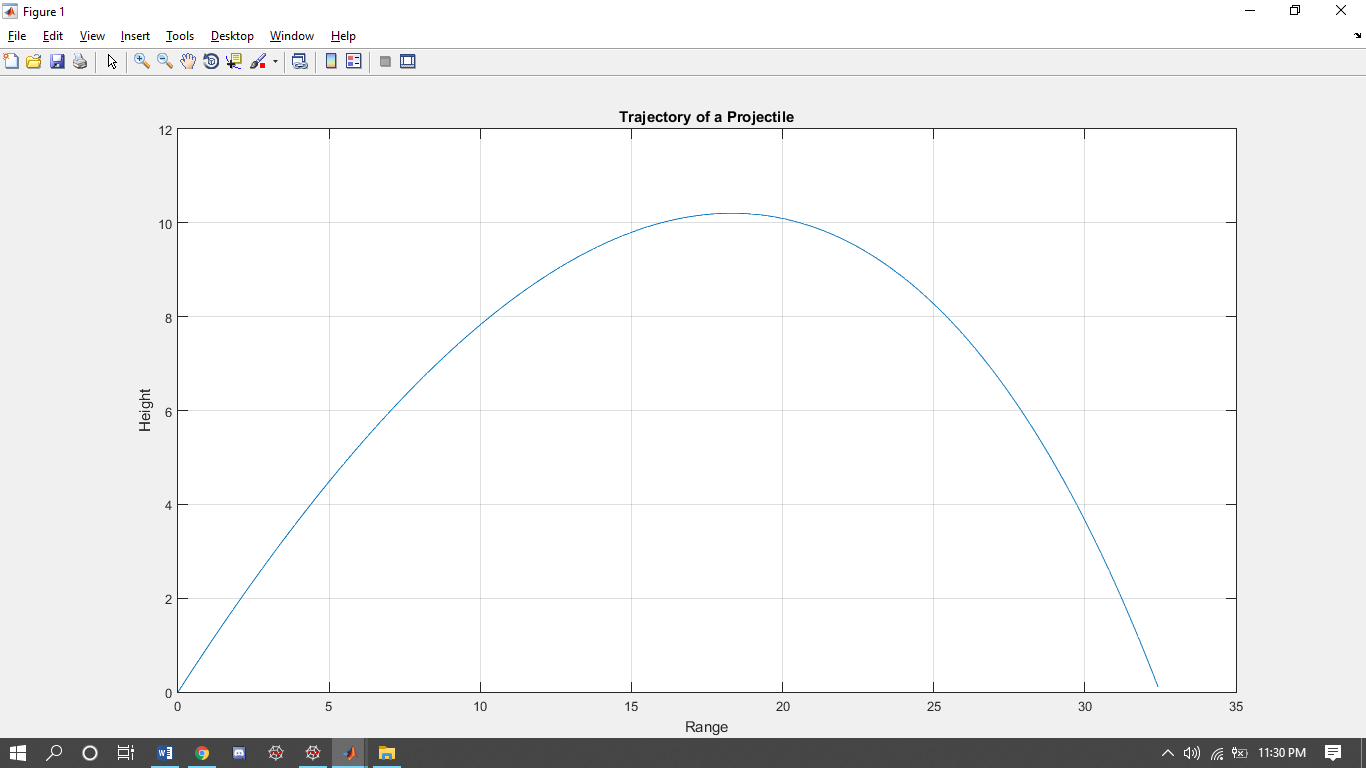 Figure 1
File Edit View Insert Tools Desktop Window Help
Trajectory of a Projectile
12
10
8
6
4
2
0
Height
0 5 10 15 20 25 30 35
Range
11:30 PM